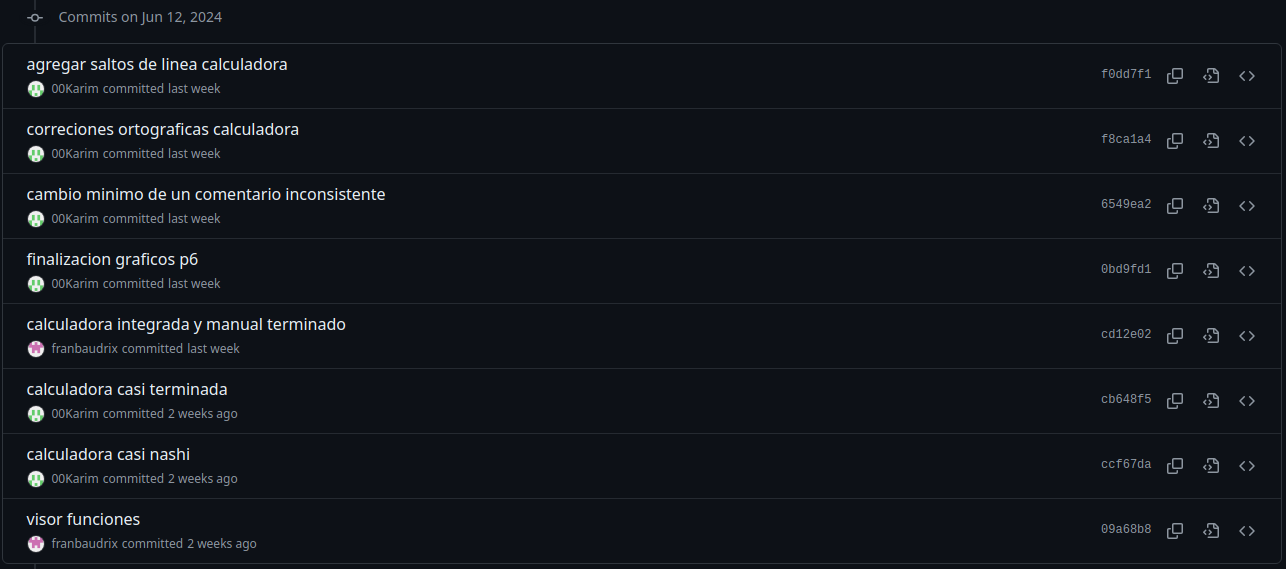 Commits on Jun 12, 2024
agregar saltos de linea calculadora
00Karim committed last week
f0dd7f1
correciones ortograficas calculadora
00Karim committed last week
f8ca1a4
cambio minimo de un comentario inconsistente
00Karim committed last week
6549ea2
finalizacion graficos p6
00Karim committed last week
0bd9fd1
calculadora integrada y manual terminado
franbaudrix committed last week
cd12e02
calculadora casi terminada
00Karim committed 2 weeks ago
cb648f5
calculadora casi nashi
00Karim committed 2 weeks ago
ccf67da
visor funciones
franbaudrix committed 2 weeks ago
09a68b8